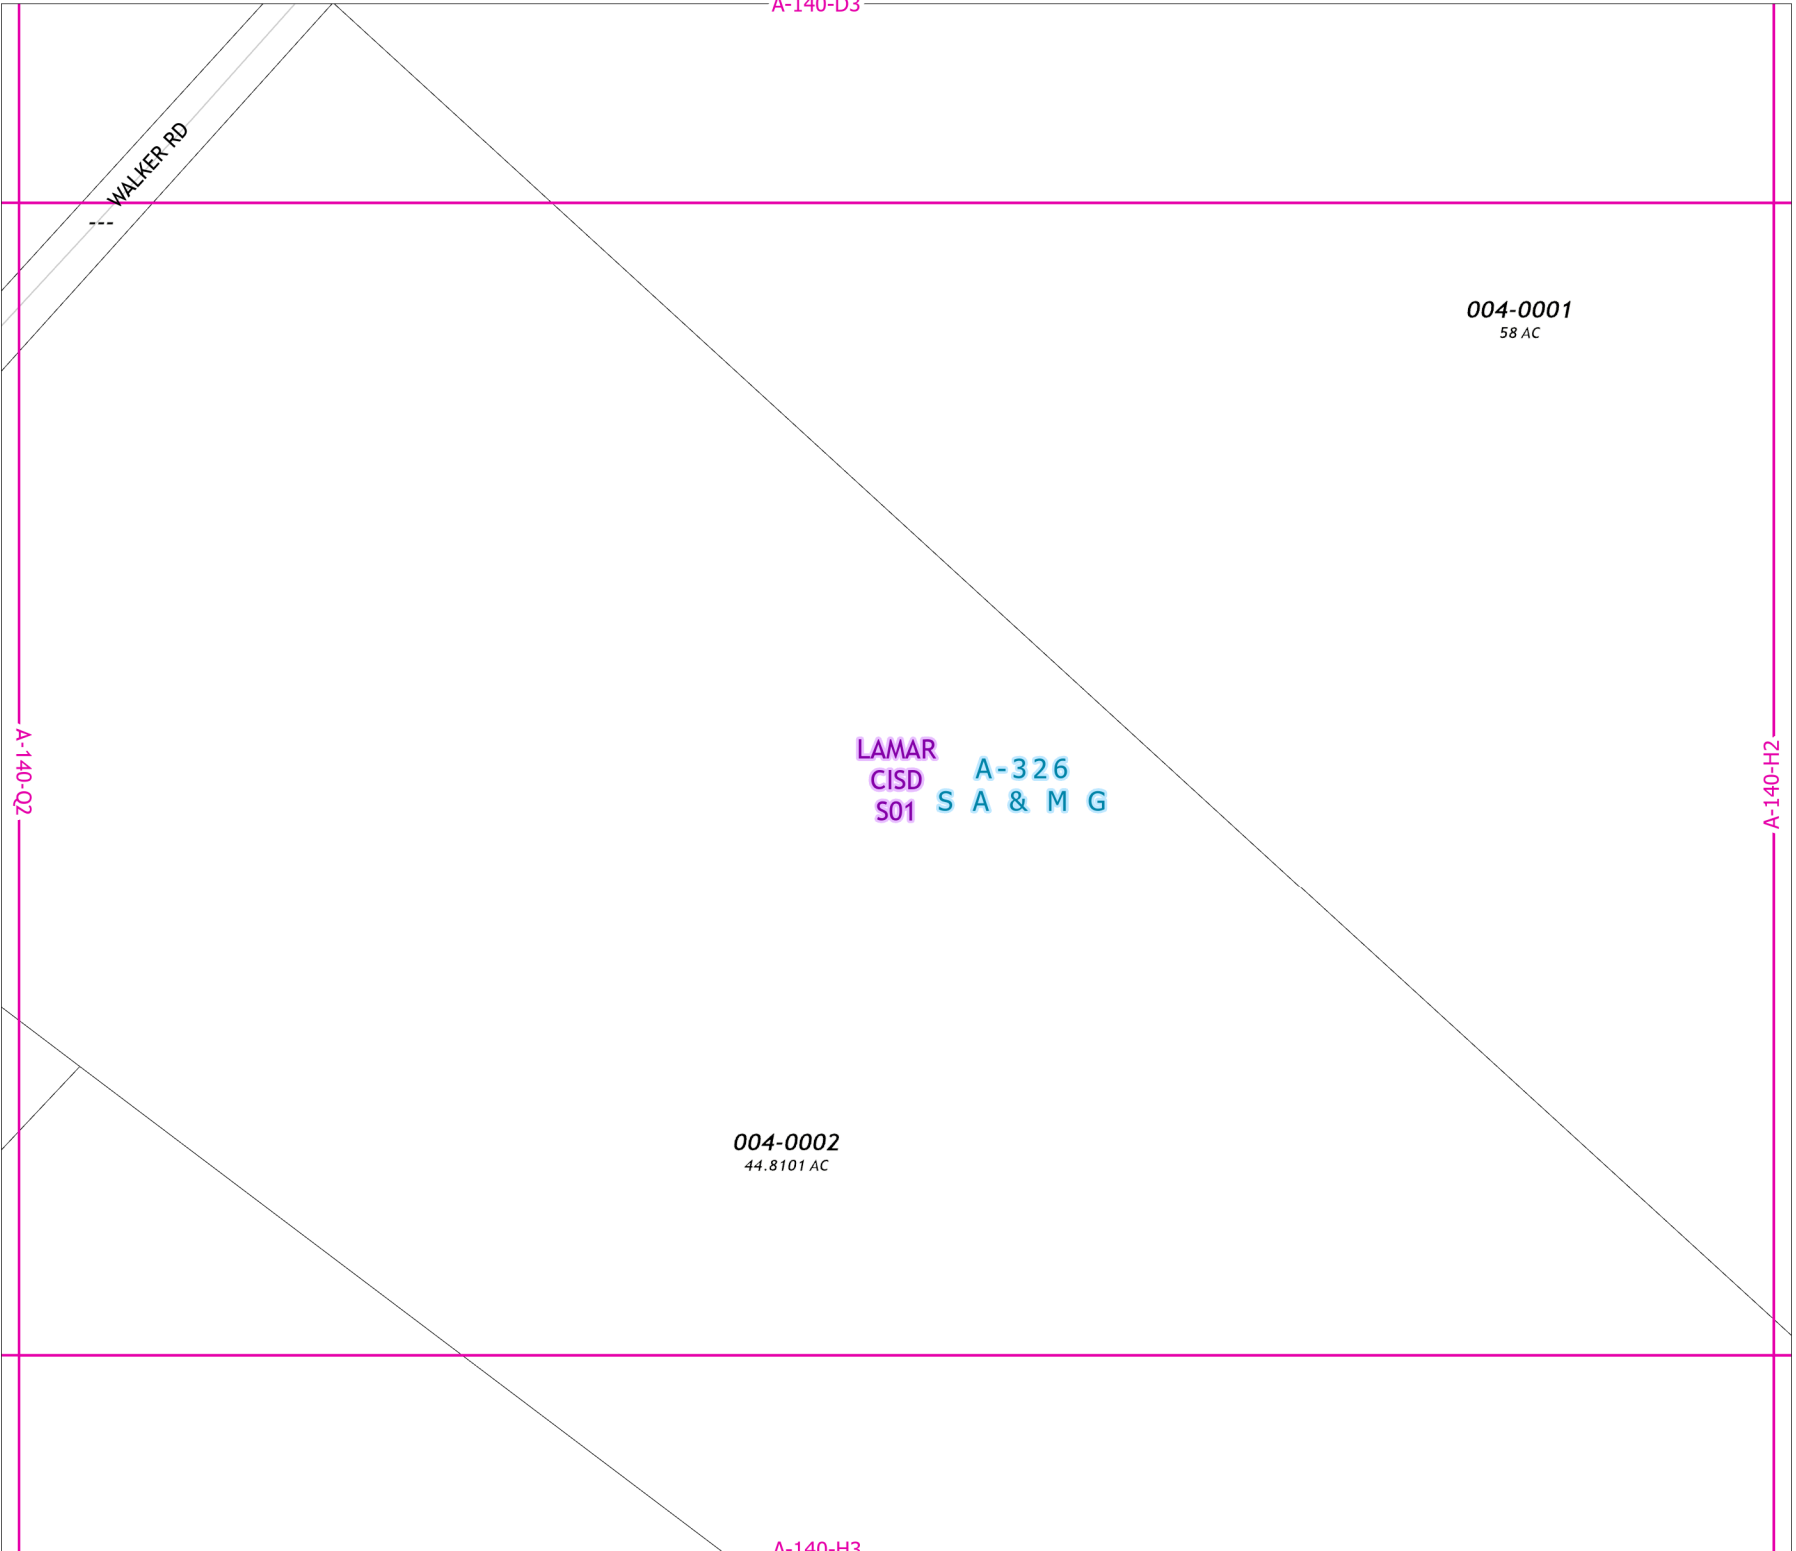 A-140-D3
WALKER RD
---
004-0001
58 AC
A-140-Q2
LAMAR
CISD
S01
A-326
S A & M G
A-140-H2
004-0002
44.8101 AC
A-140-H3